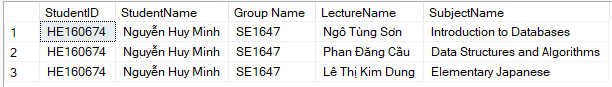 StudentID StudentName Group Name LectureName SubjectName
1 HE160674 Nguyễn Huy Minh SE1647 Ngô Tùng Sơn Introduction to Databases
2 HE160674 Nguyễn Huy Minh SE1647 Phan Đăng Cầu Data Structures and Algorithms
3 HE160674 Nguyễn Huy Minh SE1647 Lê Thị Kim Dung Elementary Japanese